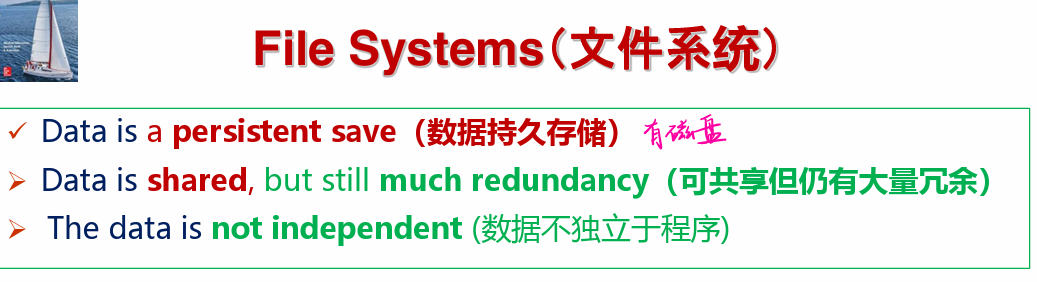 File Systems（文件系统）
✓ Data is a persistent save（数据持久存储） 有磁盘
➢ Data is shared, but still much redundancy（可共享但仍有大量冗余）
➢ The data is not independent (数据不独立于程序)